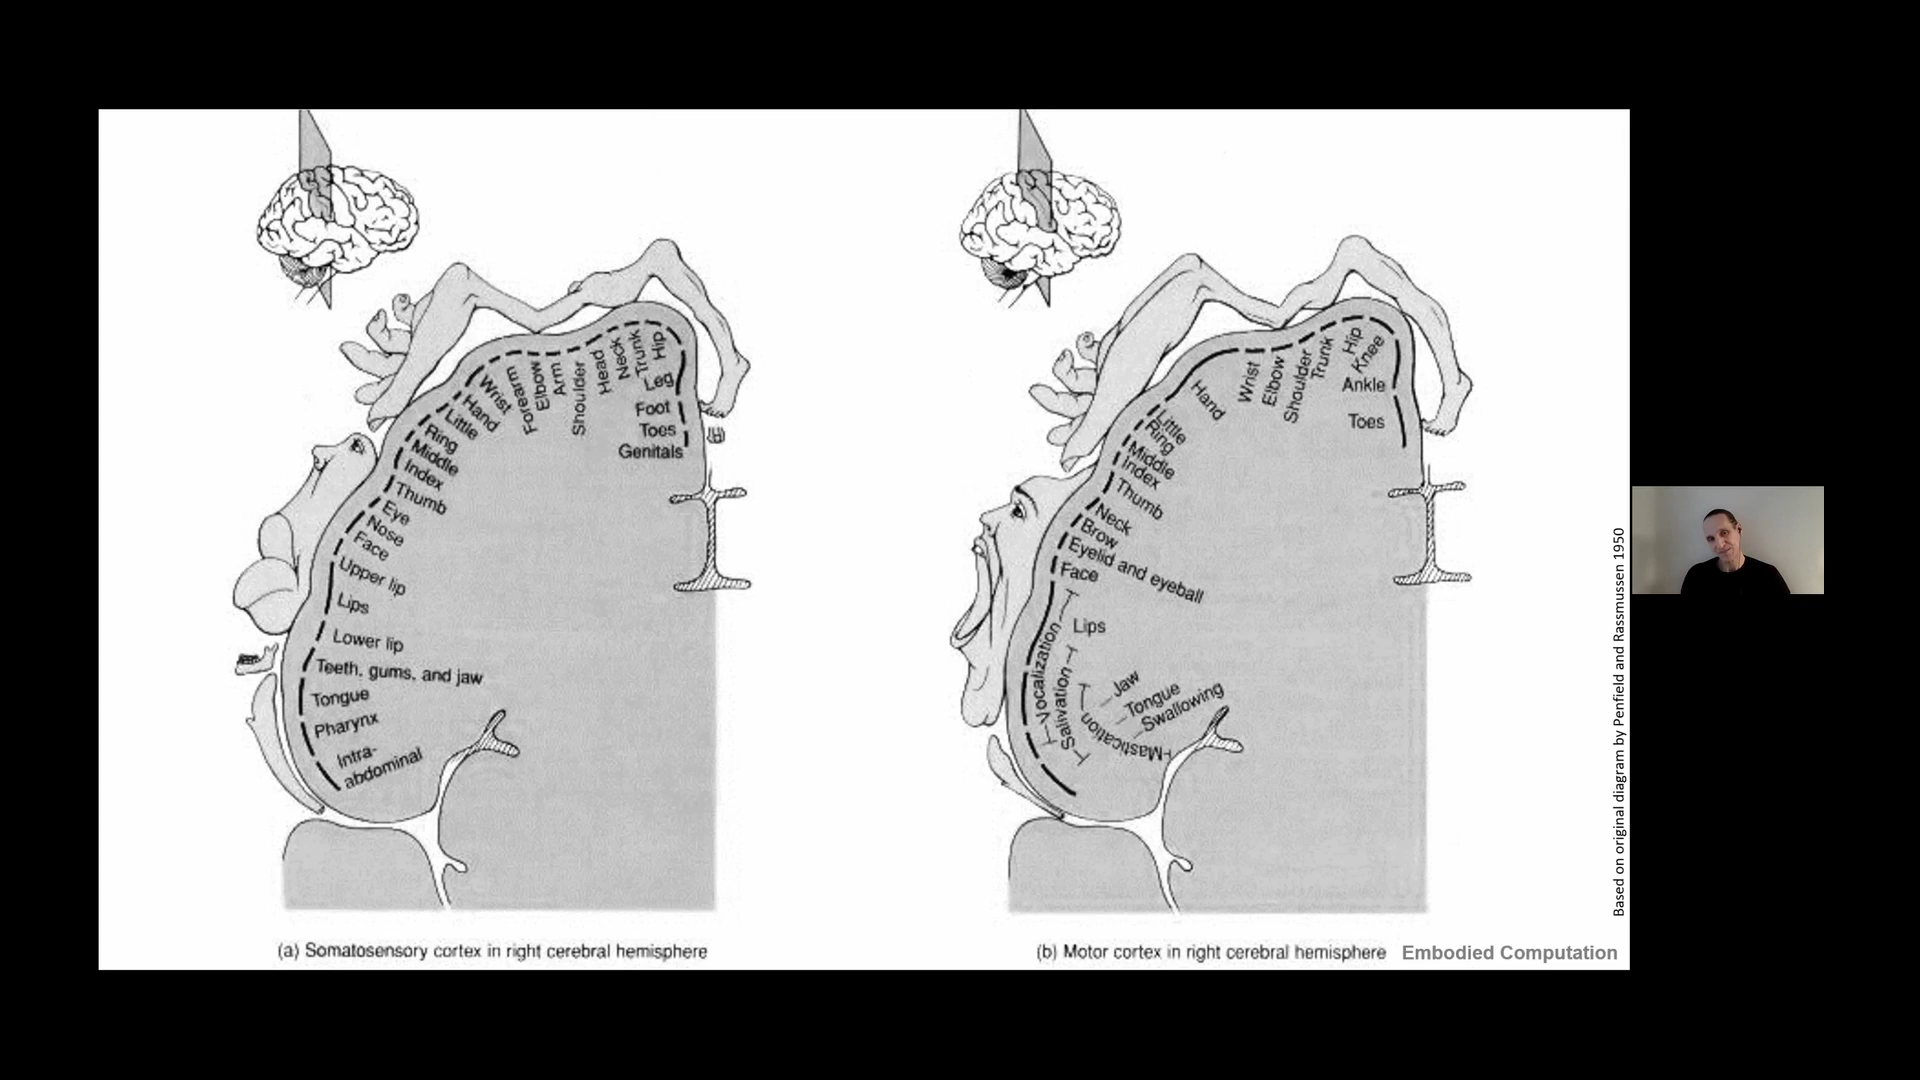 Hip
Trunk
Neck
Head
Shoulder
Arm
Elbow
Forearm
Wrist
Hand
Little
Ring
Middle
Index
Thumb
Eye
Nose
Face
Upper lip
Lips
Lower lip
Teeth, gums, and jaw
Tongue
Pharynx
Intra-
abdominal
Leg
Foot
Toes
Genitals
(a) Somatosensory cortex in right cerebral hemisphere
Hip
Knee
Ankle
Toes
Trunk
Shoulder
Elbow
Wrist
Hand
Little
Ring
Middle
Index
Thumb
Neck
Brow
Eyelid and eyeball
Face
Lips
Vocalization
Salivation
Mastication
Jaw
Tongue
Swallowing
(b) Motor cortex in right cerebral hemisphere
Embodied Computation
Based on original diagram by Penfield and Rassmussen 1950